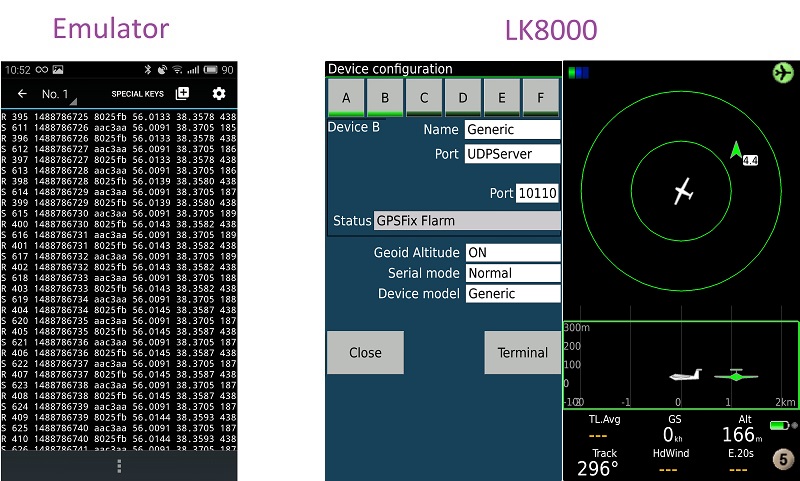 Emulator
LK8000
10:52
90
No. 1
SPECIAL KEYS
R 395 1488786725 8025fb 56.0133 38.3578 438
S 611 1488786726 aac3aa 56.0091 38.3705 185
R 396 1488786726 8025fb 56.0133 38.3578 438
S 612 1488786727 aac3aa 56.0091 38.3705 186
R 397 1488786727 8025fb 56.0133 38.3578 438
S 613 1488786728 aac3aa 56.0091 38.3705 186
R 398 1488786728 8025fb 56.0139 38.3580 438
S 614 1488786729 aac3aa 56.0091 38.3705 189
R 399 1488786729 8025fb 56.0139 38.3580 438
S 615 1488786730 aac3aa 56.0091 38.3705 189
R 400 1488786730 8025fb 56.0143 38.3582 438
S 616 1488786731 aac3aa 56.0091 38.3705 189
R 401 1488786731 8025fb 56.0143 38.3582 438
S 617 1488786732 aac3aa 56.0091 38.3705 189
R 402 1488786732 8025fb 56.0143 38.3582 438
S 618 1488786733 aac3aa 56.0091 38.3705 187
R 403 1488786733 8025fb 56.0143 38.3582 438
S 619 1488786734 aac3aa 56.0091 38.3705 188
R 404 1488786734 8025fb 56.0145 38.3587 438
S 620 1488786735 aac3aa 56.0091 38.3705 187
R 405 1488786735 8025fb 56.0145 38.3587 438
S 621 1488786736 aac3aa 56.0091 38.3705 187
R 406 1488786736 8025fb 56.0145 38.3587 438
S 622 1488786737 aac3aa 56.0091 38.3705 187
R 407 1488786737 8025fb 56.0145 38.3587 438
S 623 1488786738 aac3aa 56.0091 38.3705 187
R 408 1488786738 8025fb 56.0145 38.3587 438
S 624 1488786739 aac3aa 56.0091 38.3705 187
R 409 1488786739 8025fb 56.0144 38.3593 438
S 625 1488786740 aac3aa 56.0091 38.3705 187
R 410 1488786740 8025fb 56.0144 38.3593 438
S 626 1488786741 aac3aa 56.0091 38.3705 187
Device configuration
A B C D E F
Device B
Name Generic
Port UDPServer
Port 10110
Status GPSFix Flarm
Geoid Altitude ON
Serial mode Normal
Device model Generic
Close
Terminal
4.4
300m
200
100
0
-1 0 1 2km
TL.Avg GS Alt
--- 0kh 166m
Track HdWind E.20s
296° --- ---
5